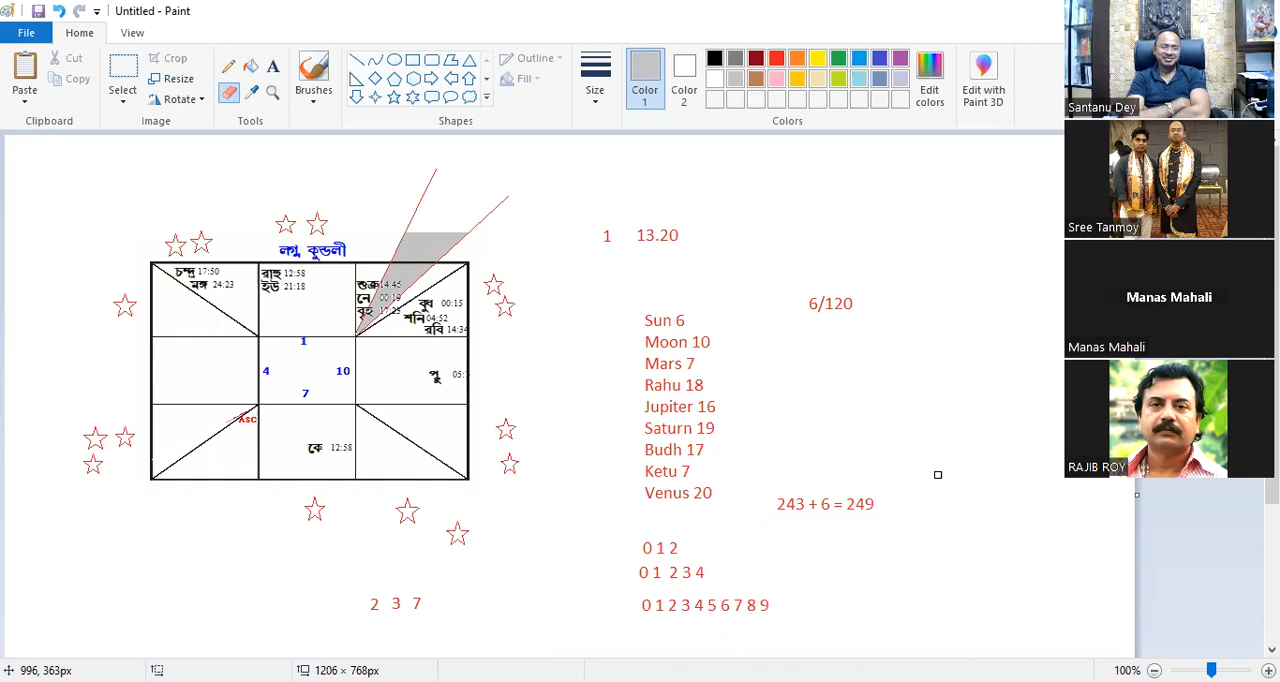 Untitled - Paint
File
Home
View
Paste
Cut
Copy
Clipboard
Select
Crop
Resize
Rotate
Image
Tools
Brushes
Shapes
Outline
Fill
Size
Color 1
Color 2
Colors
Edit colors
Edit with Paint 3D
Santanu Dey
Sree Tanmoy
Manas Mahali
Manas Mahali
RAJIB ROY
লগ্ন কুন্ডলী
চন্দ্র 17:50
মঙ্গ 24:23
রাহু 12:58
ইউ 21:18
শুক্র 14:45
নে 00:19
বৃহ 17:25
বুধ 00:15
শনি 04:52
রবি 14:34
1
4 10
7
পু 05:
Asc
কে 12:58
2 3 7
1 13.20
6/120
Sun 6
Moon 10
Mars 7
Rahu 18
Jupiter 16
Saturn 19
Budh 17
Ketu 7
Venus 20
243 + 6 = 249
0 1 2
0 1 2 3 4
0 1 2 3 4 5 6 7 8 9
996, 363px
1206 × 768px
100%